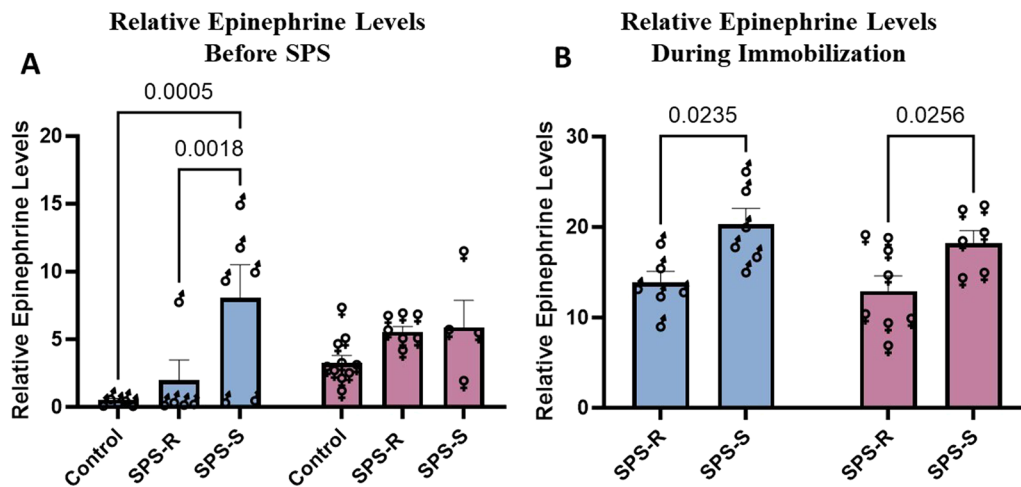 Relative Epinephrine Levels
Before SPS
A
0.0005
0.0018
Relative Epinephrine Levels
20
15
10
5
0
Control
SPS-R
SPS-S
Control
SPS-R
SPS-S
Relative Epinephrine Levels
During Immobilization
B
0.0235
0.0256
Relative Epinephrine Levels
30
20
10
0
SPS-R
SPS-S
SPS-R
SPS-S